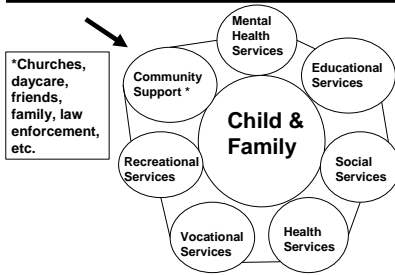 *Churches,
daycare,
friends,
family, law
enforcement,
etc.
Mental
Health
Services
Community
Support *
Educational
Services
Child &
Family
Recreational
Services
Social
Services
Vocational
Services
Health
Services